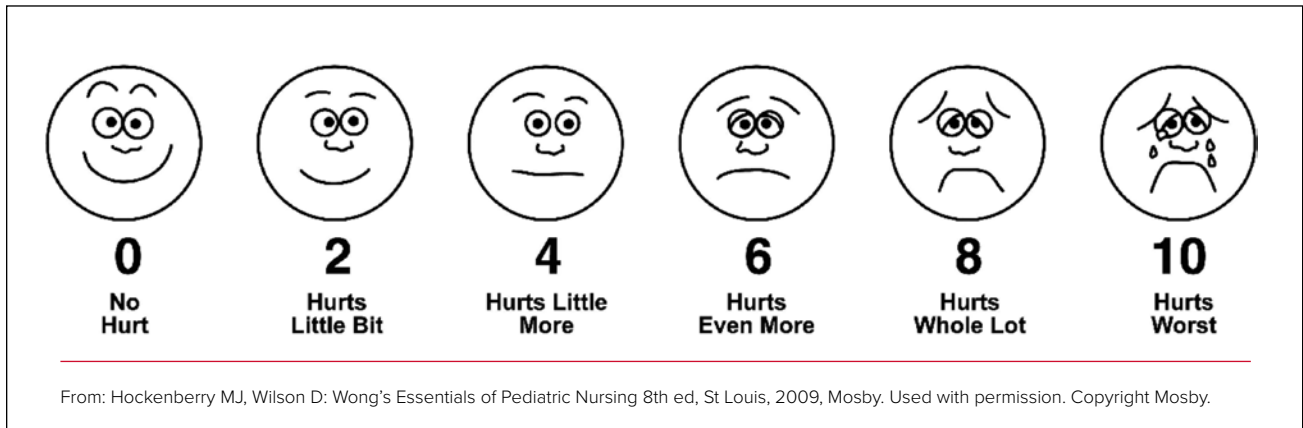 0 2 4 6 8 10
No Hurts Hurts Little Hurts Hurts Hurts
Hurt Little Bit More Even More Whole Lot Worst
From: Hockenberry MJ, Wilson D: Wong’s Essentials of Pediatric Nursing 8th ed, St Louis, 2009, Mosby. Used with permission. Copyright Mosby.